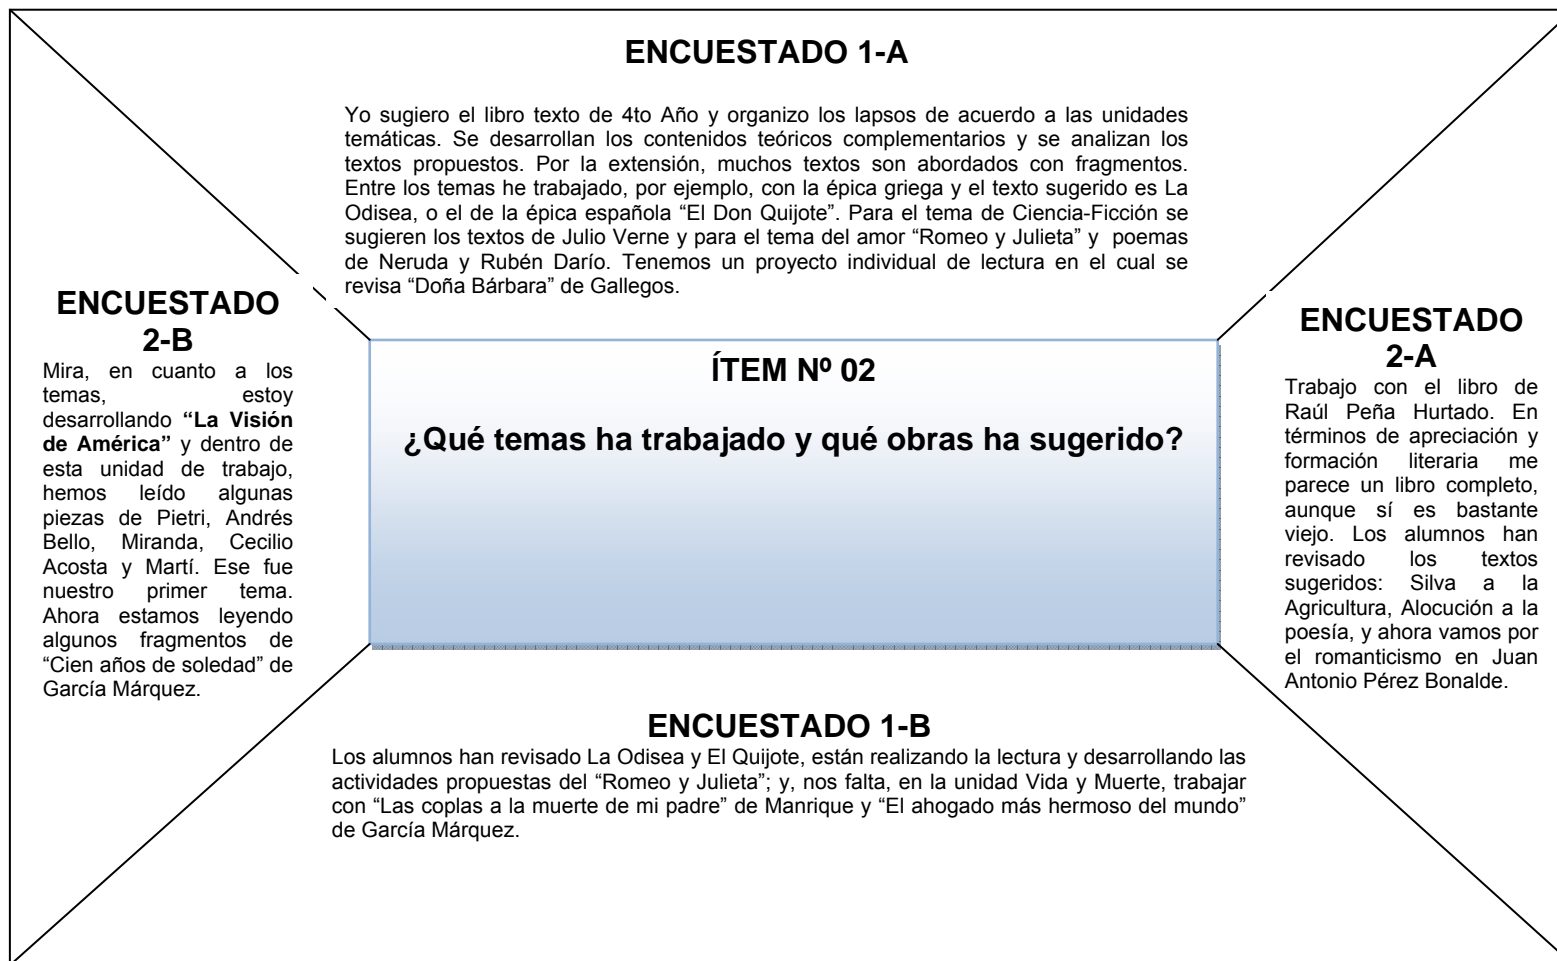 ENCUESTADO 1-A
Yo sugiero el libro texto de 4to Año y organizo los lapsos de acuerdo a las unidades
temáticas. Se desarrollan los contenidos teóricos complementarios y se analizan los
textos propuestos. Por la extensión, muchos textos son abordados con fragmentos.
Entre los temas he trabajado, por ejemplo, con la épica griega y el texto sugerido es La
Odisea, o el de la épica española “El Don Quijote”. Para el tema de Ciencia-Ficción se
sugieren los textos de Julio Verne y para el tema del amor “Romeo y Julieta” y poemas
de Neruda y Rubén Darío. Tenemos un proyecto individual de lectura en el cual se
revisa “Doña Bárbara” de Gallegos.
ENCUESTADO
2-B
Mira, en cuanto a los
temas, estoy
desarrollando “La Visión
de América” y dentro de
esta unidad de trabajo,
hemos leído algunas
piezas de Pietri, Andrés
Bello, Miranda, Cecilio
Acosta y Martí. Ese fue
nuestro primer tema.
Ahora estamos leyendo
algunos fragmentos de
“Cien años de soledad” de
García Márquez.
ÍTEM Nº 02
¿Qué temas ha trabajado y qué obras ha sugerido?
ENCUESTADO
2-A
Trabajo con el libro de
Raúl Peña Hurtado. En
términos de apreciación y
formación literaria me
parece un libro completo,
aunque sí es bastante
viejo. Los alumnos han
revisado los textos
sugeridos: Silva a la
Agricultura, Alocución a la
poesía, y ahora vamos por
el romanticismo en Juan
Antonio Pérez Bonalde.
ENCUESTADO 1-B
Los alumnos han revisado La Odisea y El Quijote, están realizando la lectura y desarrollando las
actividades propuestas del “Romeo y Julieta”; y, nos falta, en la unidad Vida y Muerte, trabajar
con “Las coplas a la muerte de mi padre” de Manrique y “El ahogado más hermoso del mundo”
de García Márquez.